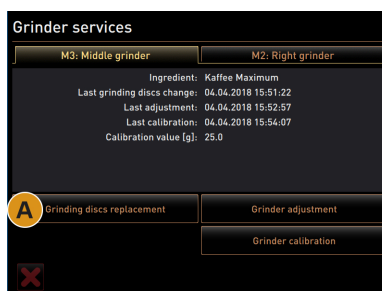 Grinder services
M3: Middle grinder
M2: Right grinder
Ingredient: Kaffee Maximum
Last grinding discs change: 04.04.2018 15:51:22
Last adjustment: 04.04.2018 15:52:57
Last calibration: 04.04.2018 15:54:07
Calibration value [g]: 25.0
A
Grinding discs replacement
Grinder adjustment
Grinder calibration